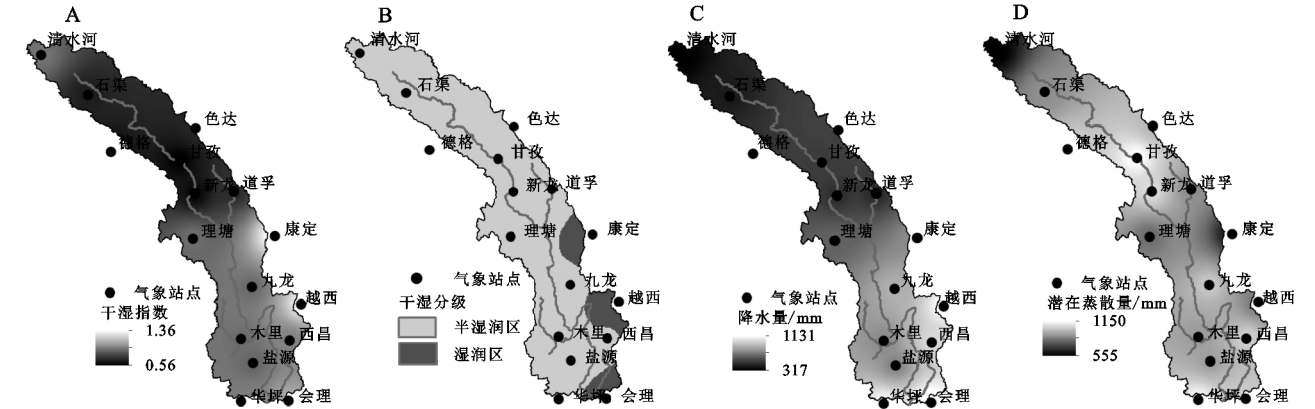 A
清水河
石渠
色达
德格
甘孜
新龙
道孚
理塘
康定
九龙
气象站点
越西
干湿指数
1.36
0.56
木里
西昌
盐源
华坪
会理
B
清水河
石渠
色达
德格
甘孜
新龙
道孚
理塘
康定
九龙
气象站点
越西
干湿分级
半湿润区
湿润区
木里
西昌
盐源
华坪
会理
C
清水河
石渠
色达
德格
甘孜
新龙
道孚
理塘
康定
九龙
气象站点
越西
降水量/mm
1131
317
木里
西昌
盐源
华坪
会理
D
清水河
石渠
色达
德格
甘孜
新龙
道孚
理塘
康定
九龙
气象站点
越西
潜在蒸散量/mm
1150
555
木里
西昌
盐源
华坪
会理